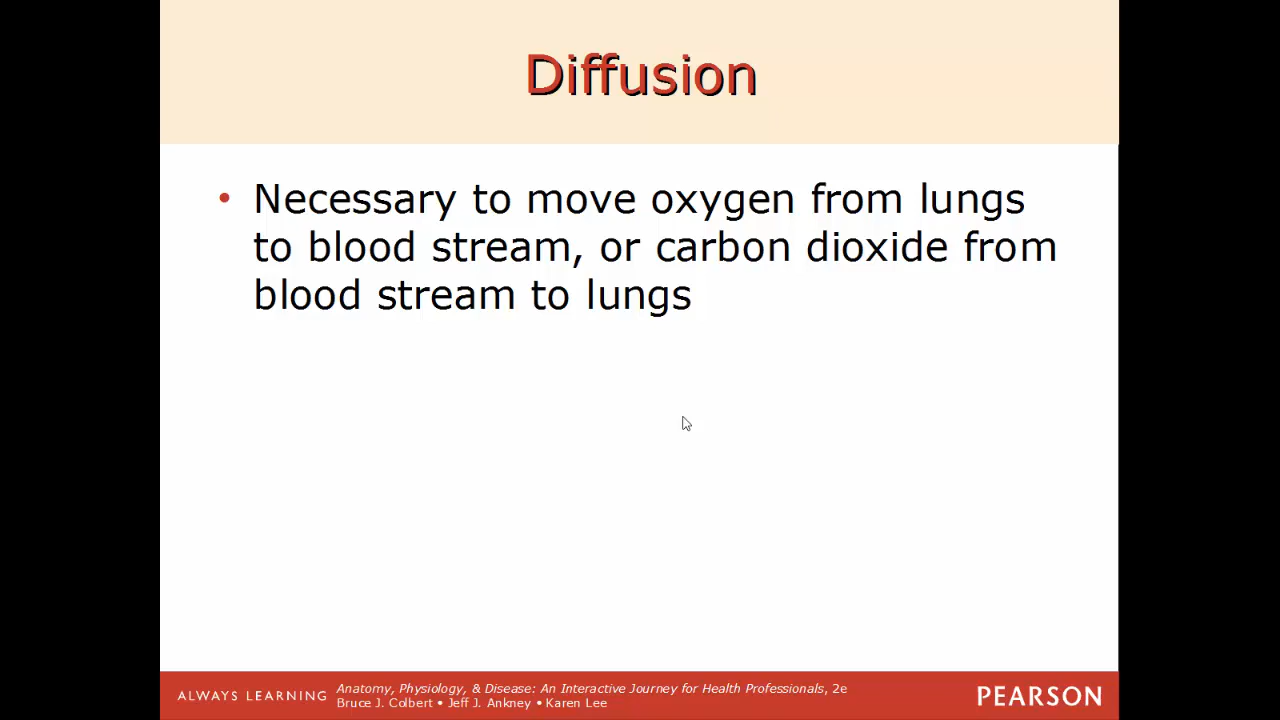 Diffusion
• Necessary to move oxygen from lungs
to blood stream, or carbon dioxide from
blood stream to lungs
ALWAYS LEARNING
Anatomy, Physiology, & Disease: An Interactive Journey for Health Professionals, 2e
Bruce J. Colbert • Jeff J. Ankney • Karen Lee
PEARSON